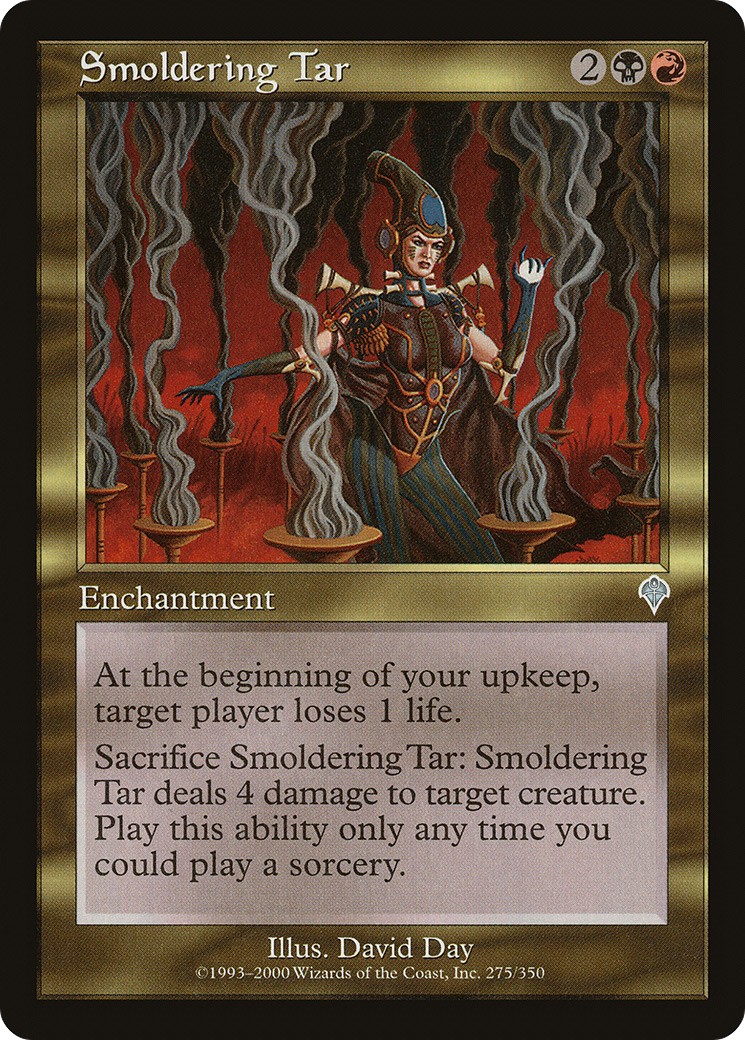 Smoldering Tar 2
Enchantment
At the beginning of your upkeep,
target player loses 1 life.
Sacrifice Smoldering Tar: Smoldering
Tar deals 4 damage to target creature.
Play this ability only any time you
could play a sorcery.
Illus. David Day
©1993–2000 Wizards of the Coast, Inc. 275/350